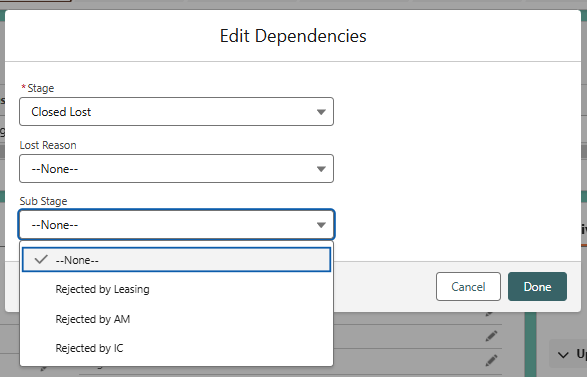 Edit Dependencies
* Stage
Closed Lost
Lost Reason
--None--
Sub Stage
--None--
--None--
Rejected by Leasing
Rejected by AM
Rejected by IC
Cancel
Done